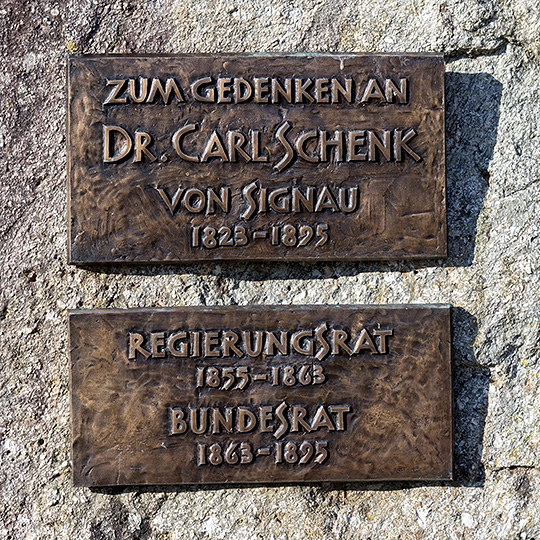 ZUM GEDENKEN AN
DR. CARL SCHENK
VON SIGNAU
1823-1895
REGIERUNGSRAT
1855-1863
BUNDESRAT
1863-1895